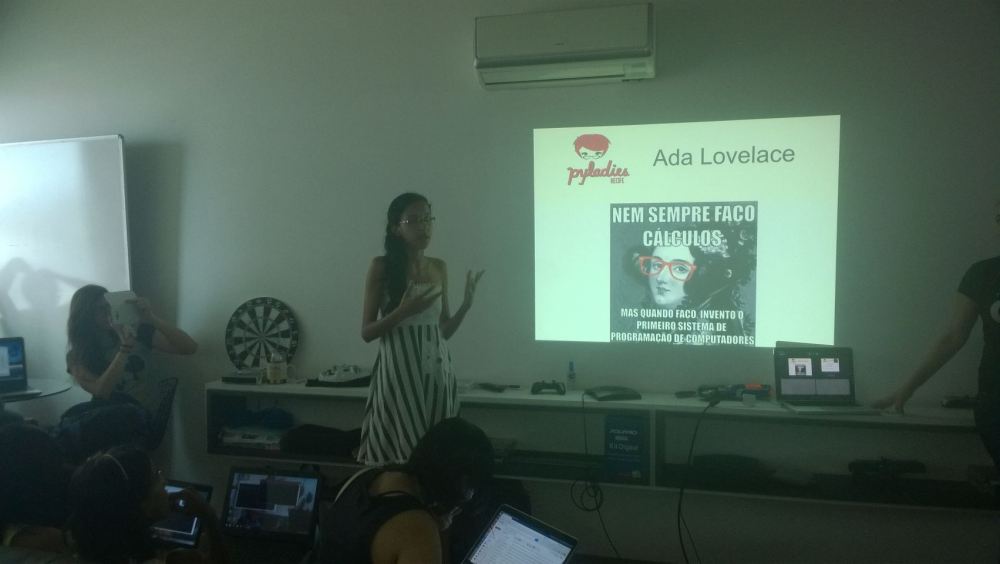 pyladies
RECIFE
Ada Lovelace
NEM SEMPRE FAÇO
CÁLCULOS
MAS QUANDO FAÇO, INVENTO O
PRIMEIRO SISTEMA DE
PROGRAMAÇÃO DE COMPUTADORES